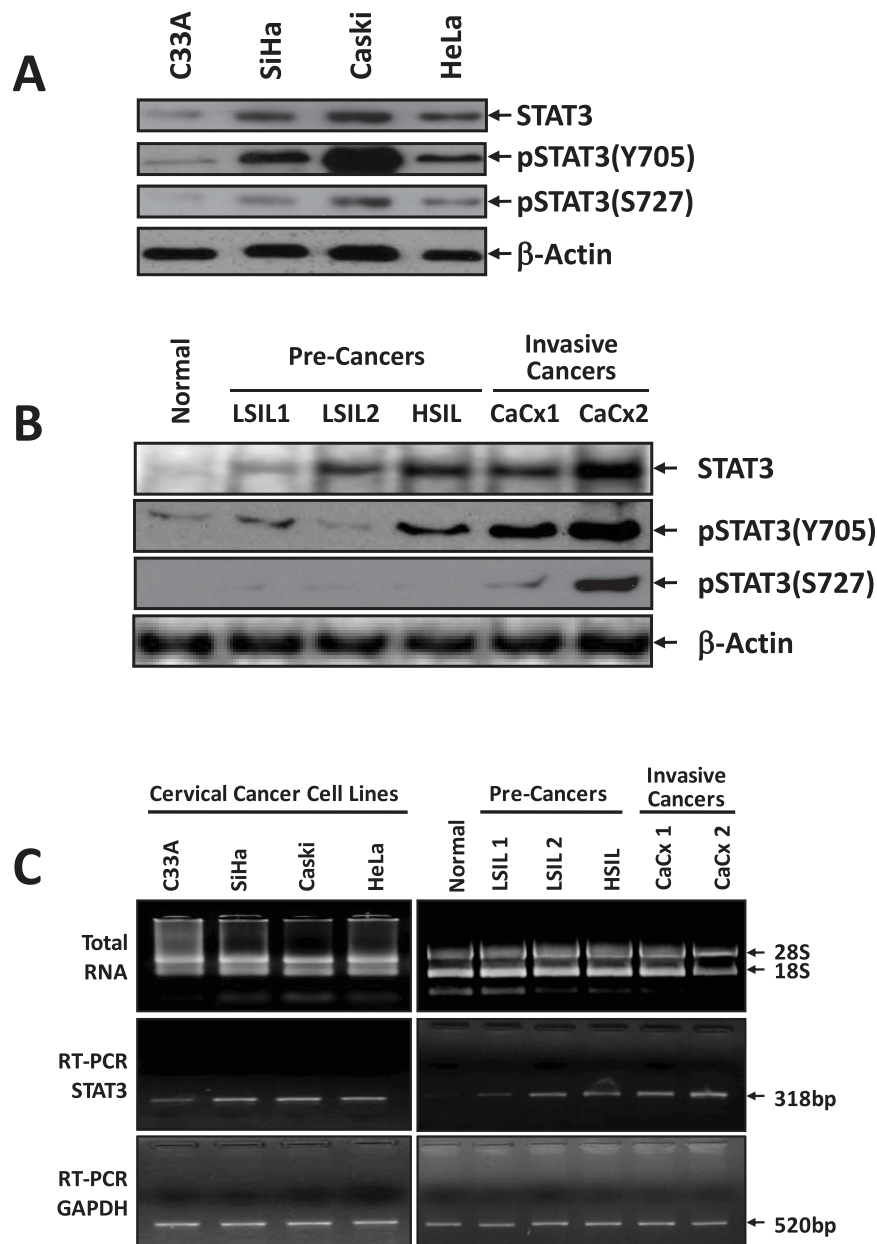 A
C33A SiHa Caski HeLa
STAT3
pSTAT3(Y705)
pSTAT3(S727)
β-Actin
B
Normal
Pre-Cancers
Invasive
Cancers
LSIL1 LSIL2 HSIL CaCx1 CaCx2
STAT3
pSTAT3(Y705)
pSTAT3(S727)
β-Actin
C
Cervical Cancer Cell Lines
Pre-Cancers
Invasive
Cancers
C33A SiHa Caski HeLa Normal LSIL 1 LSIL 2 HSIL CaCx 1 CaCx 2
Total
RNA
28S
18S
RT-PCR
STAT3
318bp
RT-PCR
GAPDH
520bp